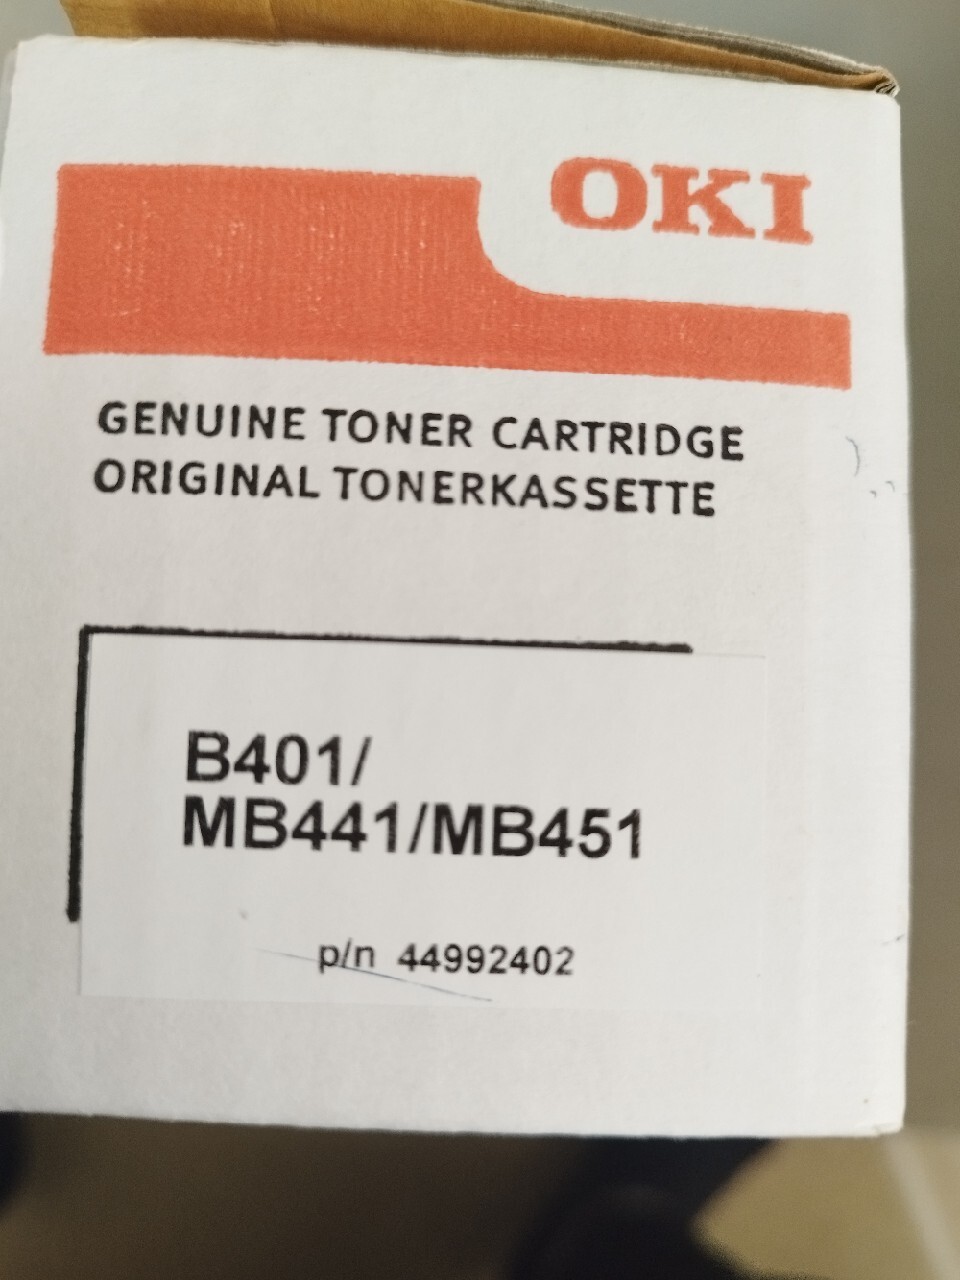 OKI
GENUINE TONER CARTRIDGE
ORIGINAL TONERKASSETTE
B401/
MB441/MB451
p/n 44992402